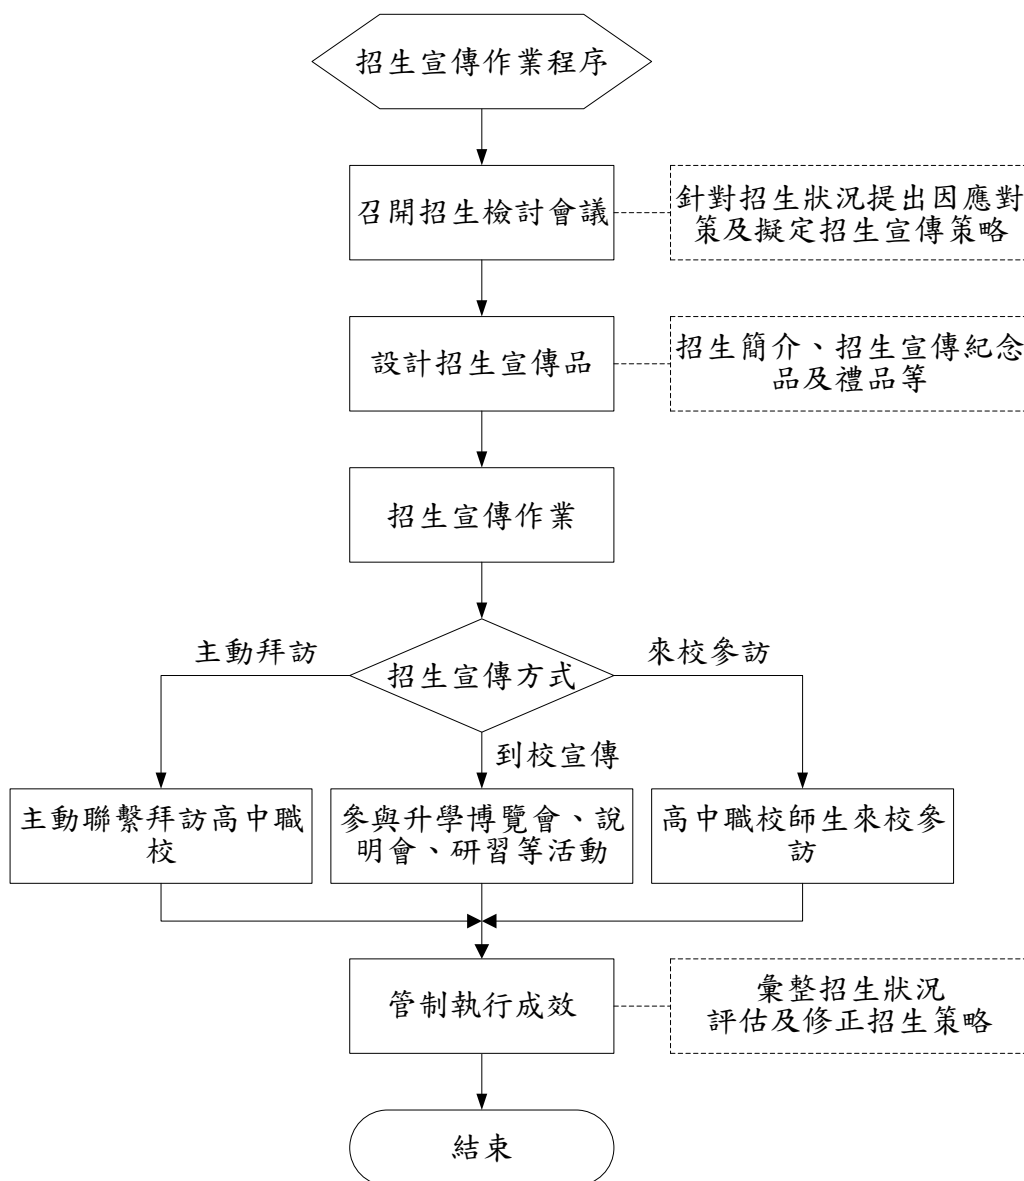 招生宣傳作業程序
召開招生檢討會議
針對招生狀況提出因應對
策及擬定招生宣傳策略
設計招生宣傳品
招生簡介、招生宣傳紀念
品及禮品等
招生宣傳作業
主動拜訪
招生宣傳方式
來校參訪
到校宣傳
主動聯繫拜訪高中職
校
參與升學博覽會、說
明會、研習等活動
高中職校師生來校參
訪
管制執行成效
彙整招生狀況
評估及修正招生策略
結束